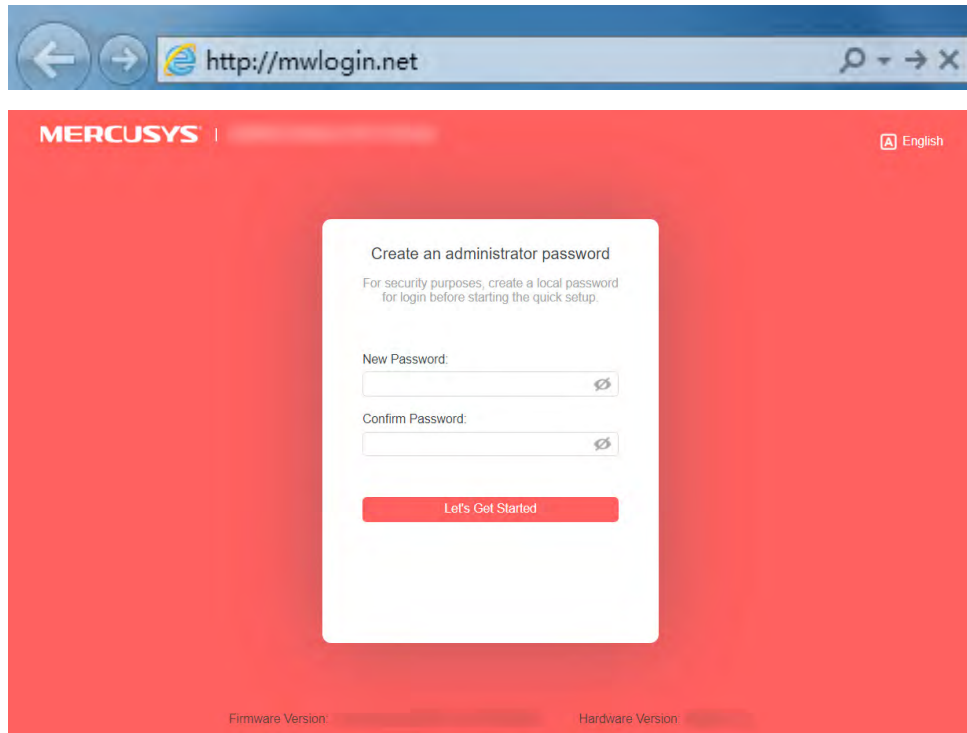 http://mwlogin.net
MERCUSYS |
A English
Create an administrator password
For security purposes, create a local password
for login before starting the quick setup.
New Password:
Confirm Password:
Let's Get Started
Firmware Version: Hardware Version